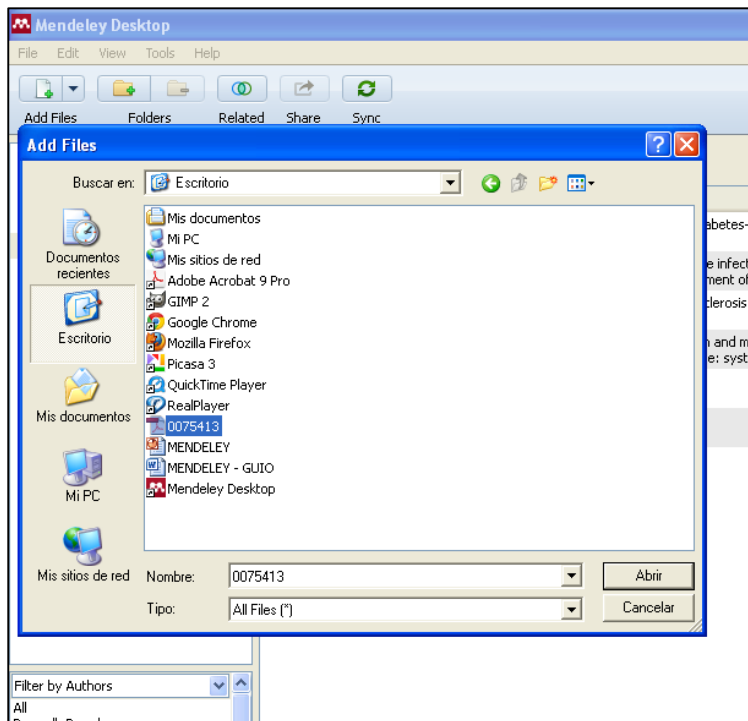 Mendeley Desktop
File Edit View Tools Help
Add Files Folders Related Share Sync
Add Files
Buscar en: Escritorio
Documentos
recientes
Escritorio
Mis documentos
Mi PC
Mis sitios de red
Mis documentos
Mi PC
Mis sitios de red
Adobe Acrobat 9 Pro
GIMP 2
Google Chrome
Mozilla Firefox
Picasa 3
QuickTime Player
RealPlayer
0075413
MENDELEY
MENDELEY - GUIO
Mendeley Desktop
Nombre: 0075413 Abrir
Tipo: All Files (*) Cancelar
abetes-
e infect
ment of
lerosis
and m
e: syst
Filter by Authors
All